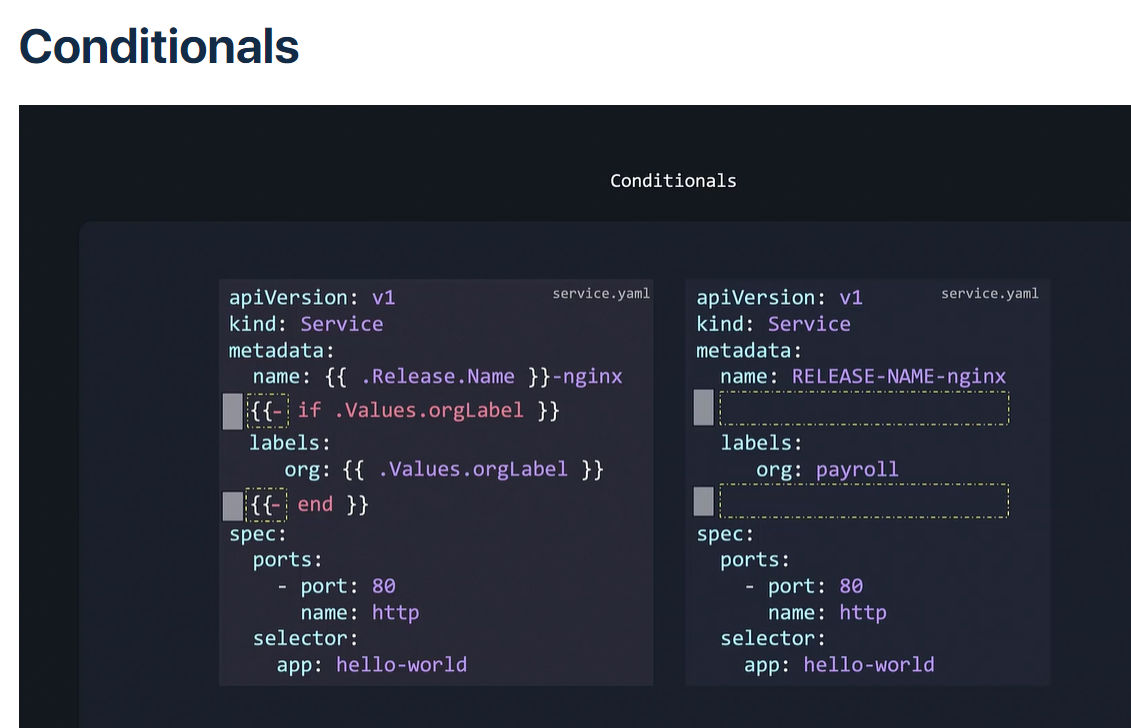 Conditionals
Conditionals
service.yaml
apiVersion: v1
kind: Service
metadata:
  name: {{ .Release.Name }}-nginx
  {{- if .Values.orgLabel }}
  labels:
     org: {{ .Values.orgLabel }}
  {{- end }}
spec:
  ports:
    - port: 80
      name: http
  selector:
    app: hello-world
service.yaml
apiVersion: v1
kind: Service
metadata:
  name: RELEASE-NAME-nginx
  labels:
     org: payroll
spec:
  ports:
    - port: 80
      name: http
  selector:
    app: hello-world